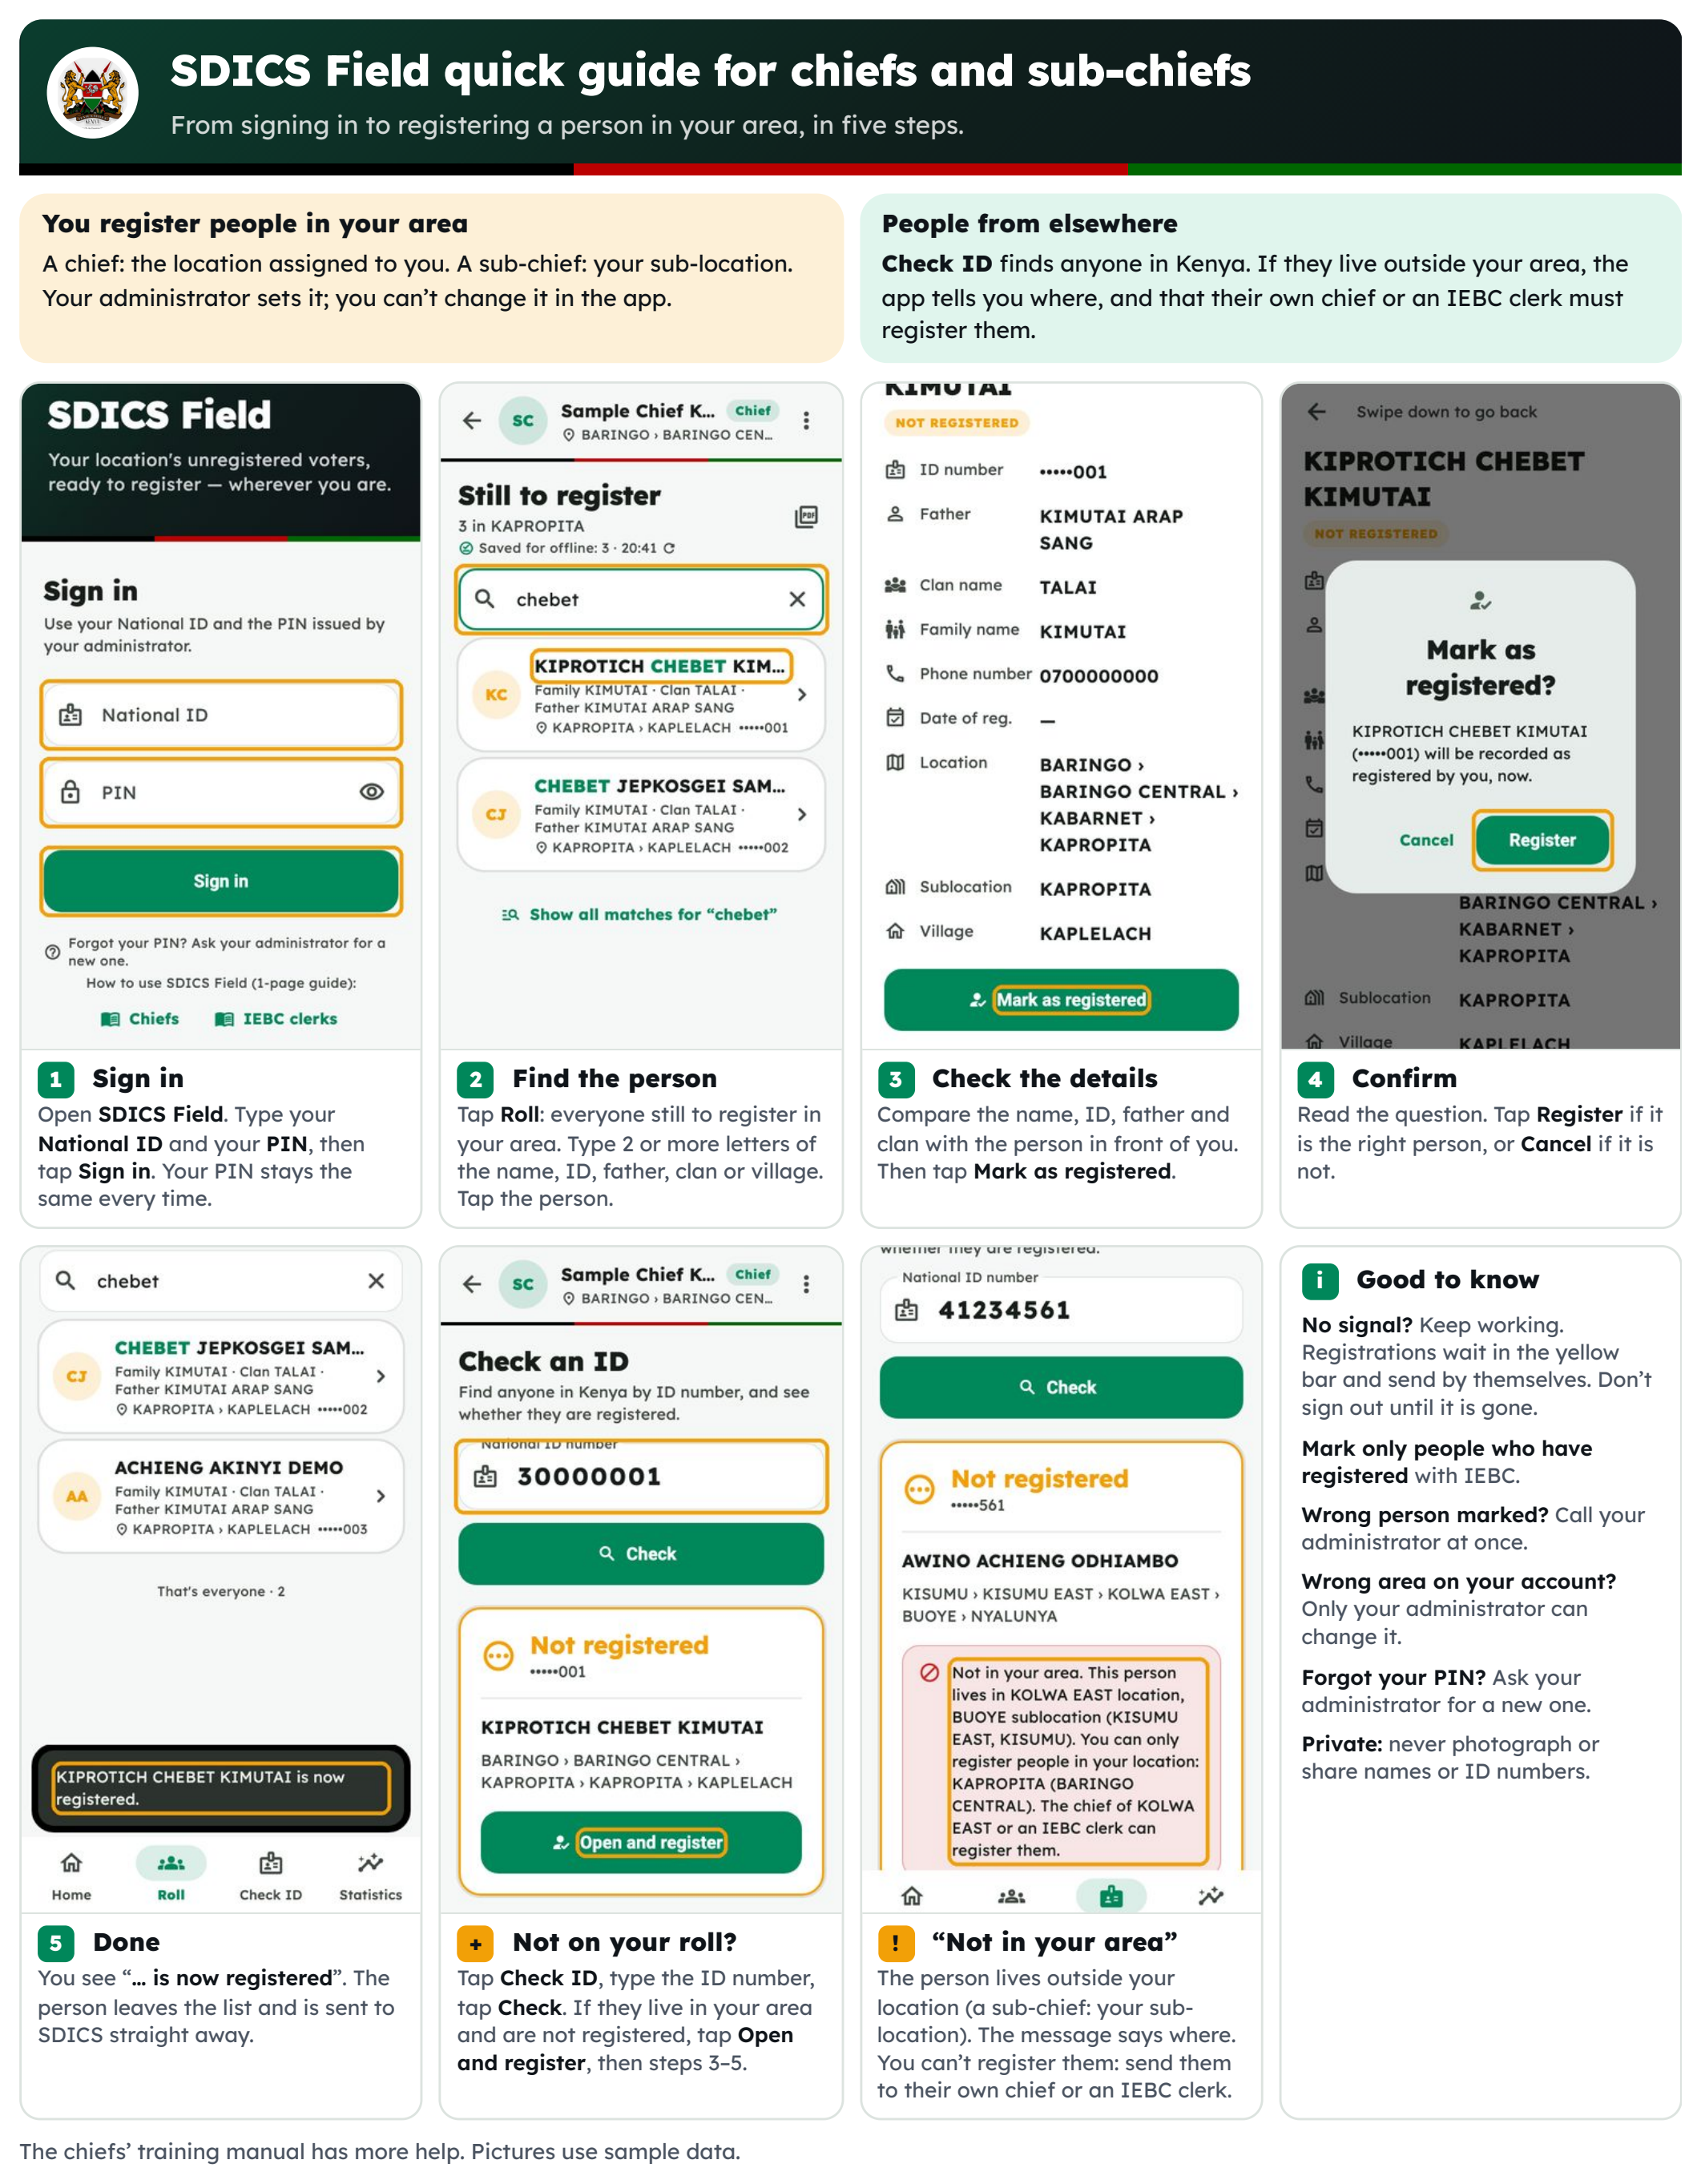 SDICS Field quick guide for chiefs and sub-chiefs
From signing in to registering a person in your area, in five steps.
You register people in your area
A chief: the location assigned to you. A sub-chief: your sub-location.
Your administrator sets it; you can’t change it in the app.
People from elsewhere
Check ID finds anyone in Kenya. If they live outside your area, the
app tells you where, and that their own chief or an IEBC clerk must
register them.
SDICS Field
Your location's unregistered voters,
ready to register — wherever you are.
Sign in
Use your National ID and the PIN issued by
your administrator.
National ID
PIN
Sign in
Forgot your PIN? Ask your administrator for a
new one.
How to use SDICS Field (1-page guide):
Chiefs
IEBC clerks
1 Sign in
Open SDICS Field. Type your
National ID and your PIN, then
tap Sign in. Your PIN stays the
same every time.
SC
Sample Chief K... Chief
BARINGO › BARINGO CEN...
Still to register
3 in KAPROPITA
PDF
Saved for offline: 3 · 20:41
chebet
KC
KIPROTICH CHEBET KIM...
Family KIMUTAI · Clan TALAI ·
Father KIMUTAI ARAP SANG
KAPROPITA › KAPLELACH •••••001
CJ
CHEBET JEPKOSGEI SAM...
Family KIMUTAI · Clan TALAI ·
Father KIMUTAI ARAP SANG
KAPROPITA › KAPLELACH •••••002
Show all matches for “chebet”
2 Find the person
Tap Roll: everyone still to register in
your area. Type 2 or more letters of
the name, ID, father, clan or village.
Tap the person.
KIMUTAI
NOT REGISTERED
ID number •••••001
Father KIMUTAI ARAP
SANG
Clan name TALAI
Family name KIMUTAI
Phone number 0700000000
Date of reg. —
Location BARINGO ›
BARINGO CENTRAL ›
KABARNET ›
KAPROPITA
Sublocation KAPROPITA
Village KAPLELACH
Mark as registered
3 Check the details
Compare the name, ID, father and
clan with the person in front of you.
Then tap Mark as registered.
Swipe down to go back
KIPROTICH CHEBET
KIMUTAI
NOT REGISTERED
Mark as
registered?
KIPROTICH CHEBET KIMUTAI
(•••••001) will be recorded as
registered by you, now.
Cancel
Register
BARINGO CENTRAL ›
KABARNET ›
KAPROPITA
Sublocation KAPROPITA
Village KAPLELACH
4 Confirm
Read the question. Tap Register if it
is the right person, or Cancel if it is
not.
chebet
CJ
CHEBET JEPKOSGEI SAM...
Family KIMUTAI · Clan TALAI ·
Father KIMUTAI ARAP SANG
KAPROPITA › KAPLELACH •••••002
AA
ACHIENG AKINYI DEMO
Family KIMUTAI · Clan TALAI ·
Father KIMUTAI ARAP SANG
KAPROPITA › KAPLELACH •••••003
That's everyone · 2
KIPROTICH CHEBET KIMUTAI is now
registered.
Home Roll Check ID Statistics
5 Done
You see “... is now registered”. The
person leaves the list and is sent to
SDICS straight away.
SC
Sample Chief K... Chief
BARINGO › BARINGO CEN...
Check an ID
Find anyone in Kenya by ID number, and see
whether they are registered.
National ID number
30000001
Check
Not registered
•••••001
KIPROTICH CHEBET KIMUTAI
BARINGO › BARINGO CENTRAL ›
KAPROPITA › KAPROPITA › KAPLELACH
Open and register
+ Not on your roll?
Tap Check ID, type the ID number,
tap Check. If they live in your area
and are not registered, tap Open
and register, then steps 3–5.
whether they are registered.
National ID number
41234561
Check
Not registered
•••••561
AWINO ACHIENG ODHIAMBO
KISUMU › KISUMU EAST › KOLWA EAST ›
BUOYE › NYALUNYA
Not in your area. This person
lives in KOLWA EAST location,
BUOYE sublocation (KISUMU
EAST, KISUMU). You can only
register people in your location:
KAPROPITA (BARINGO
CENTRAL). The chief of KOLWA
EAST or an IEBC clerk can
register them.
! “Not in your area”
The person lives outside your
location (a sub-chief: your sub-
location). The message says where.
You can’t register them: send them
to their own chief or an IEBC clerk.
i Good to know
No signal? Keep working.
Registrations wait in the yellow
bar and send by themselves. Don’t
sign out until it is gone.
Mark only people who have
registered with IEBC.
Wrong person marked? Call your
administrator at once.
Wrong area on your account?
Only your administrator can
change it.
Forgot your PIN? Ask your
administrator for a new one.
Private: never photograph or
share names or ID numbers.
The chiefs’ training manual has more help. Pictures use sample data.